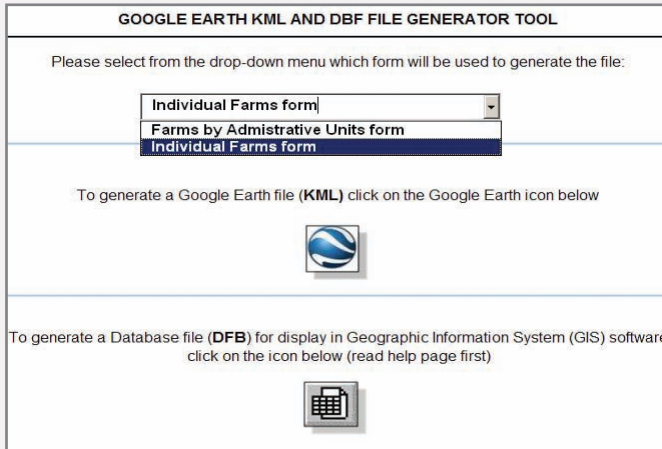 GOOGLE EARTH KML AND DBF FILE GENERATOR TOOL
Please select from the drop-down menu which form will be used to generate the file:
Individual Farms form
Farms by Admistrative Units form
Individual Farms form
To generate a Google Earth file (KML) click on the Google Earth icon below
To generate a Database file (DFB) for display in Geographic Information System (GIS) software
click on the icon below (read help page first)